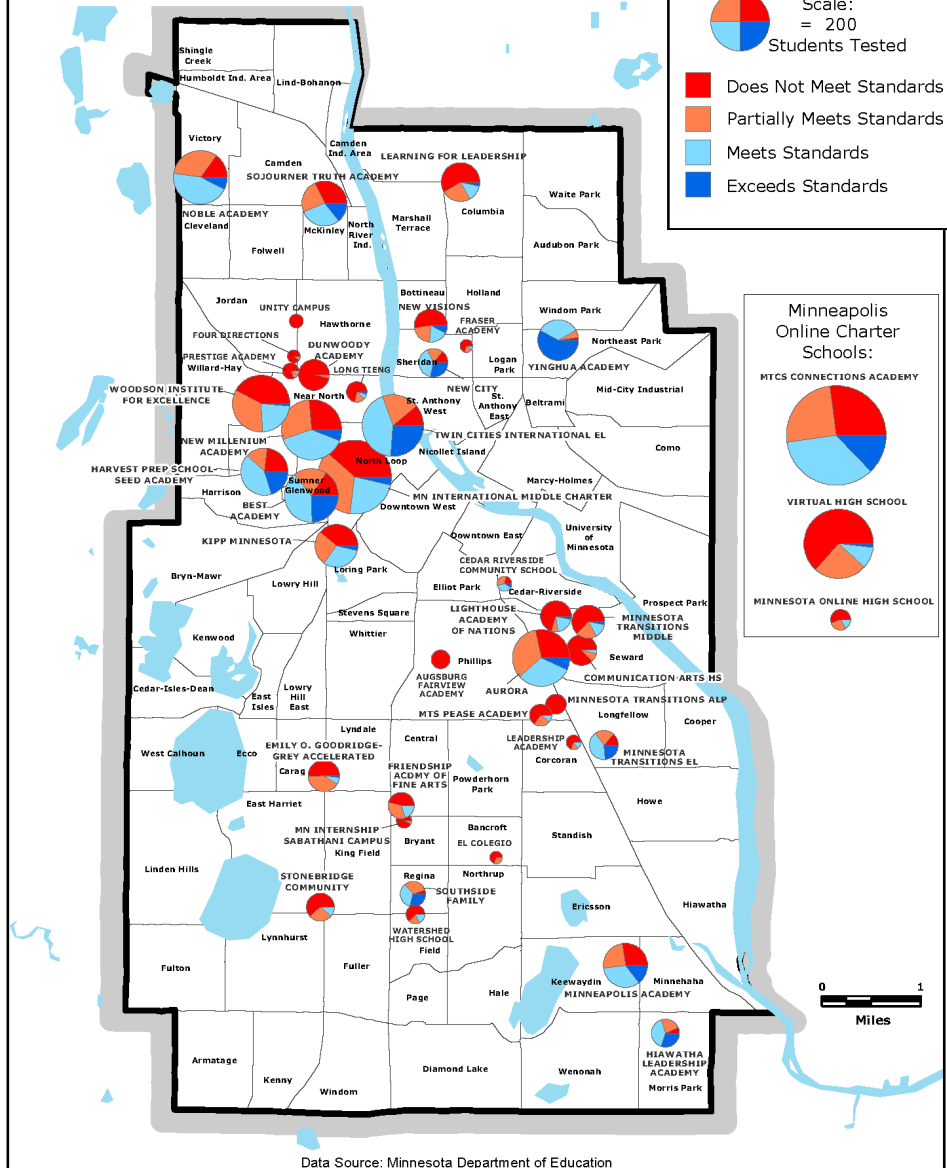 Scale:
= 200
Students Tested
Does Not Meet Standards
Partially Meets Standards
Meets Standards
Exceeds Standards
Shingle
Creek
Humboldt Ind. Area
Lind-Bohanon
Victory
Camden
Ind. Area
LEARNING FOR LEADERSHIP
Camden
SOJOURNER TRUTH ACADEMY
Waite Park
NOBLE ACADEMY
Cleveland
McKinley
North
River
Ind.
Marshall
Terrace
Columbia
Folwell
Audubon Park
Jordan
UNITY CAMPUS
Hawthorne
Bottineau
Holland
NEW VISIONS
FRASER
ACADEMY
Windom Park
Northeast Park
FOUR DIRECTIONS
DUNWOODY
ACADEMY
PRESTIGE ACADEMY
Willard-Hay
LONG TIENG
Sheridan
Logan
Park
YINGHUA ACADEMY
WOODSON INSTITUTE
FOR EXCELLENCE
Near North
NEW CITY
St. Anthony
West
St.
Anthony
East
Beltrami
Mid-City Industrial
NEW MILLENIUM
ACADEMY
TWIN CITIES INTERNATIONAL EL
Nicollet Island
Como
HARVEST PREP SCHOOL
SEED ACADEMY
North Loop
Sumner
Glenwood
Marcy-Holmes
Harrison
BEST
ACADEMY
MN INTERNATIONAL MIDDLE CHARTER
Downtown West
KIPP MINNESOTA
Downtown East
University
of
Minnesota
Loring Park
Bryn-Mawr
Lowry Hill
CEDAR RIVERSIDE
COMMUNITY SCHOOL
Elliot Park
Cedar-Riverside
Stevens Square
LIGHTHOUSE
ACADEMY
OF NATIONS
Prospect Park
MINNESOTA
TRANSITIONS
MIDDLE
Kenwood
Whittier
Phillips
Seward
AUGSBURG
FAIRVIEW
ACADEMY
AURORA
COMMUNICATION ARTS HS
Cedar-Isles-Dean
East
Isles
Lowry
Hill
East
MINNESOTA TRANSITIONS ALP
MTS PEASE ACADEMY
Longfellow
Cooper
West Calhoun
Ecco
Lyndale
Central
LEADERSHIP
ACADEMY
Corcoran
MINNESOTA
TRANSITIONS EL
EMILY O. GOODRIDGE-
GREY ACCELERATED
Carag
FRIENDSHIP
ACDMY OF
FINE ARTS
Powderhorn
Park
East Harriet
Howe
MN INTERNSHIP
SABATHANI CAMPUS
King Field
Bryant
Bancroft
EL COLEGIO
Standish
Linden Hills
STONEBRIDGE
COMMUNITY
Regina
SOUTHSIDE
FAMILY
Northrup
Ericsson
Hiawatha
WATERSHED
HIGH SCHOOL
Field
Lynnhurst
Fulton
Fuller
Page
Hale
Keewaydin
Minnehaha
MINNEAPOLIS ACADEMY
HIAWATHA
LEADERSHIP
ACADEMY
Morris Park
Armatage
Kenny
Windom
Diamond Lake
Wenonah
Minneapolis
Online Charter
Schools:
MTCS CONNECTIONS ACADEMY
VIRTUAL HIGH SCHOOL
MINNESOTA ONLINE HIGH SCHOOL
0 1
Miles
Data Source: Minnesota Department of Education